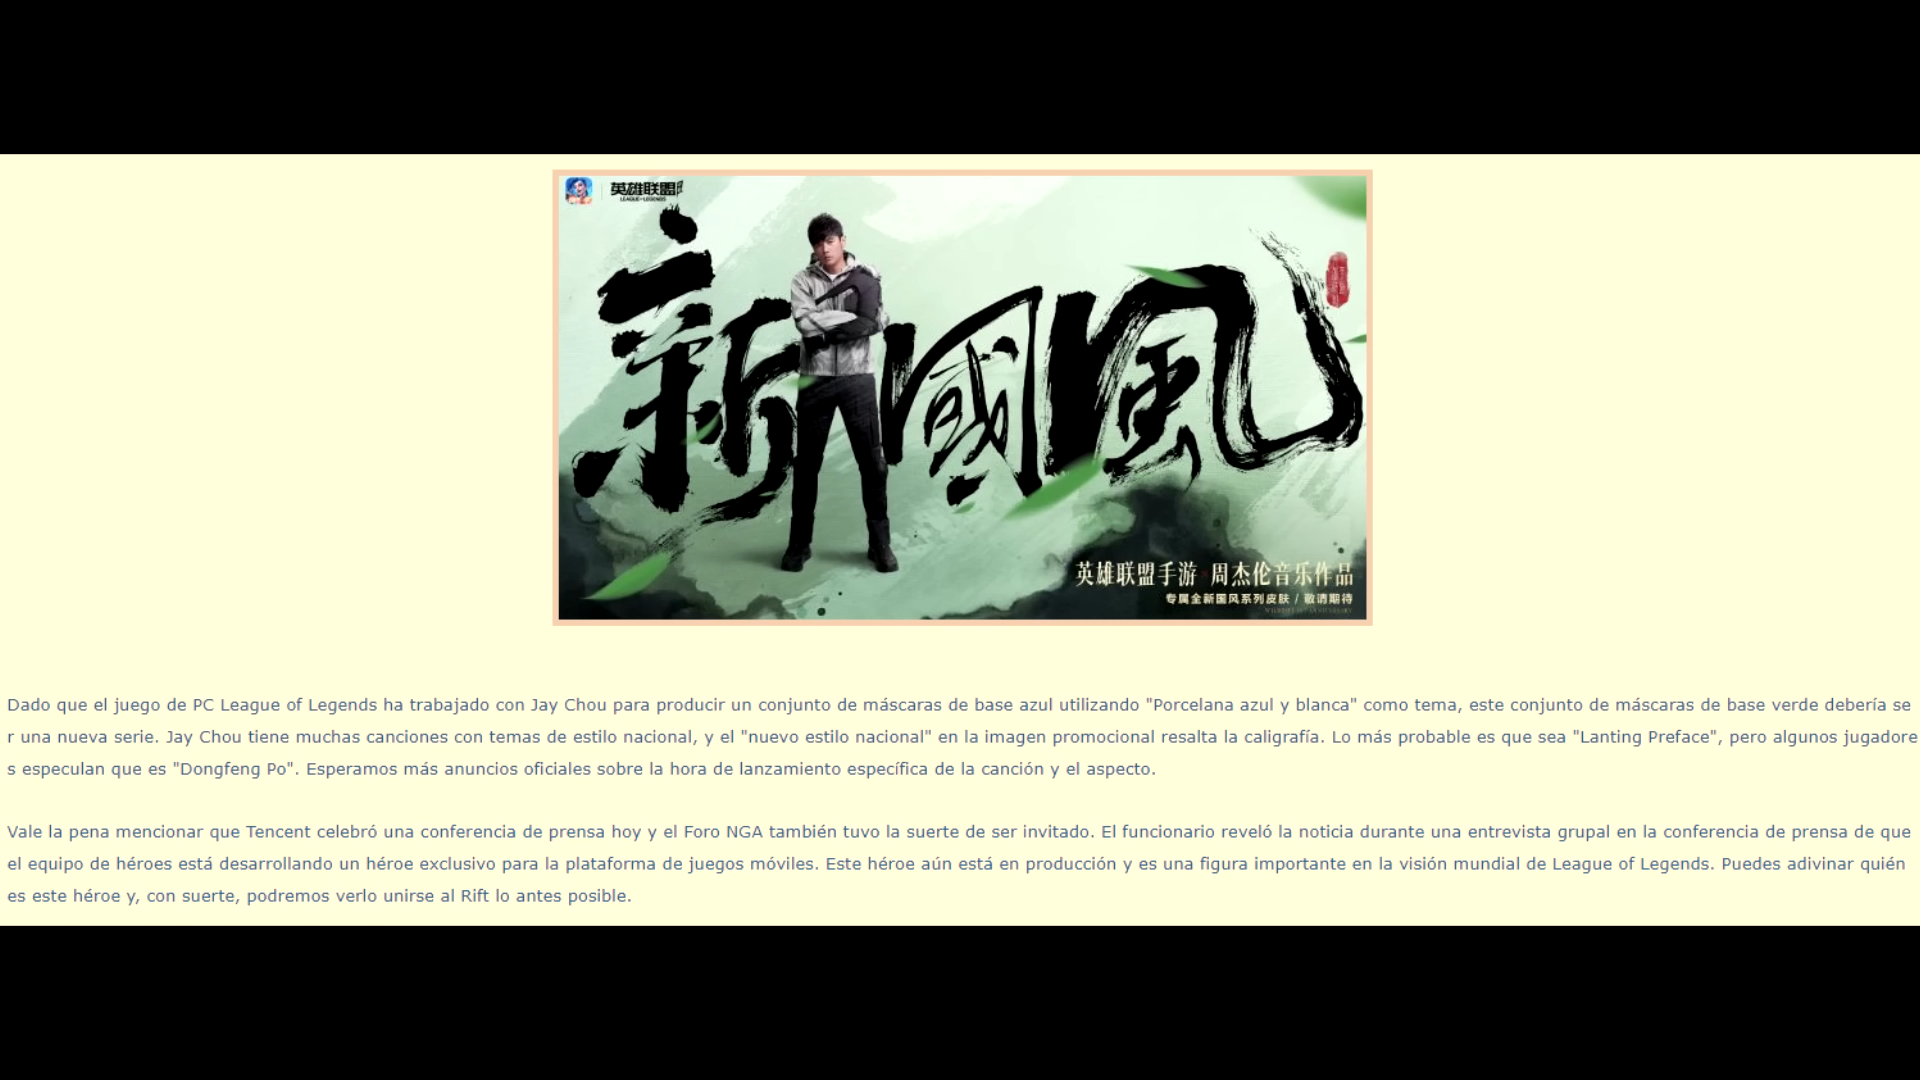 英雄联盟手游
LEAGUE OF LEGENDS
新國風
英雄联盟手游 周杰伦音乐作品
专属全新国风系列皮肤 / 敬请期待
Dado que el juego de PC League of Legends ha trabajado con Jay Chou para producir un conjunto de máscaras de base azul utilizando "Porcelana azul y blanca" como tema, este conjunto de máscaras de base verde debería se
r una nueva serie. Jay Chou tiene muchas canciones con temas de estilo nacional, y el "nuevo estilo nacional" en la imagen promocional resalta la caligrafía. Lo más probable es que sea "Lanting Preface", pero algunos jugadore
s especulan que es "Dongfeng Po". Esperamos más anuncios oficiales sobre la hora de lanzamiento específica de la canción y el aspecto.
Vale la pena mencionar que Tencent celebró una conferencia de prensa hoy y el Foro NGA también tuvo la suerte de ser invitado. El funcionario reveló la noticia durante una entrevista grupal en la conferencia de prensa de que
el equipo de héroes está desarrollando un héroe exclusivo para la plataforma de juegos móviles. Este héroe aún está en producción y es una figura importante en la visión mundial de League of Legends. Puedes adivinar quién
es este héroe y, con suerte, podremos verlo unirse al Rift lo antes posible.